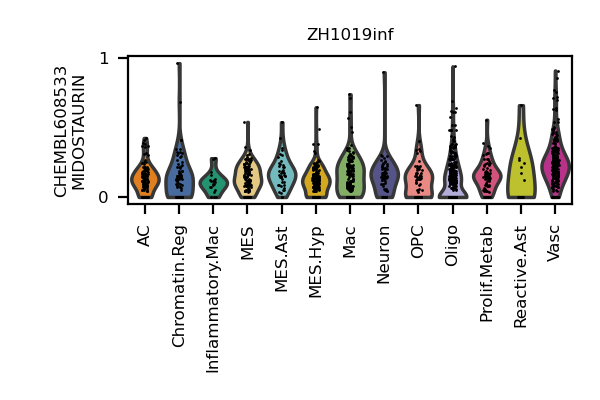 ZH1019inf
CHEMBL608533
MIDOSTAURIN
1
0
AC
Chromatin.Reg
Inflammatory.Mac
MES
MES.Ast
MES.Hyp
Mac
Neuron
OPC
Oligo
Prolif.Metab
Reactive.Ast
Vasc